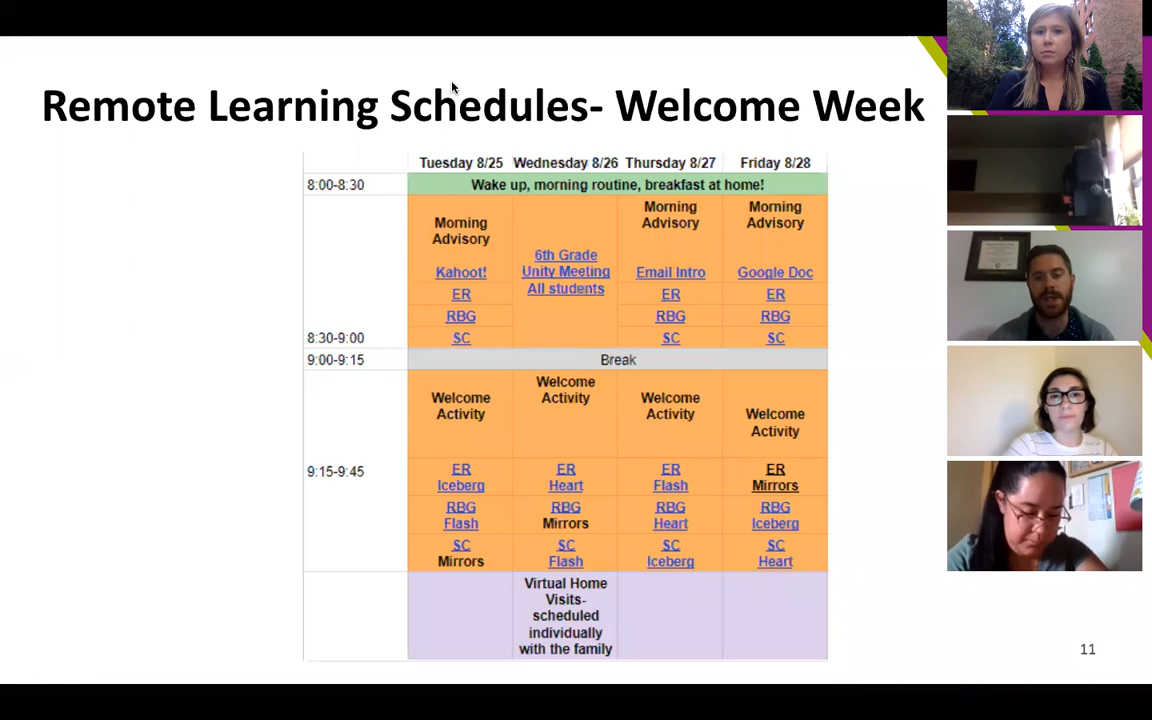 Remote Learning Schedules- Welcome Week
Tuesday 8/25 Wednesday 8/26 Thursday 8/27 Friday 8/28
8:00-8:30 Wake up, morning routine, breakfast at home!
Morning
Advisory
Kahoot!
ER
RBG
SC
6th Grade
Unity Meeting
All students
Morning
Advisory
Email Intro
ER
RBG
SC
Morning
Advisory
Google Doc
ER
RBG
SC
8:30-9:00
9:00-9:15 Break
9:15-9:45
Welcome
Activity
ER
Iceberg
RBG
Flash
SC
Mirrors
Welcome
Activity
ER
Heart
RBG
Mirrors
SC
Flash
Welcome
Activity
ER
Flash
RBG
Heart
SC
Iceberg
Welcome
Activity
ER
Mirrors
RBG
Iceberg
SC
Heart
Virtual Home
Visits-
scheduled
individually
with the family
11